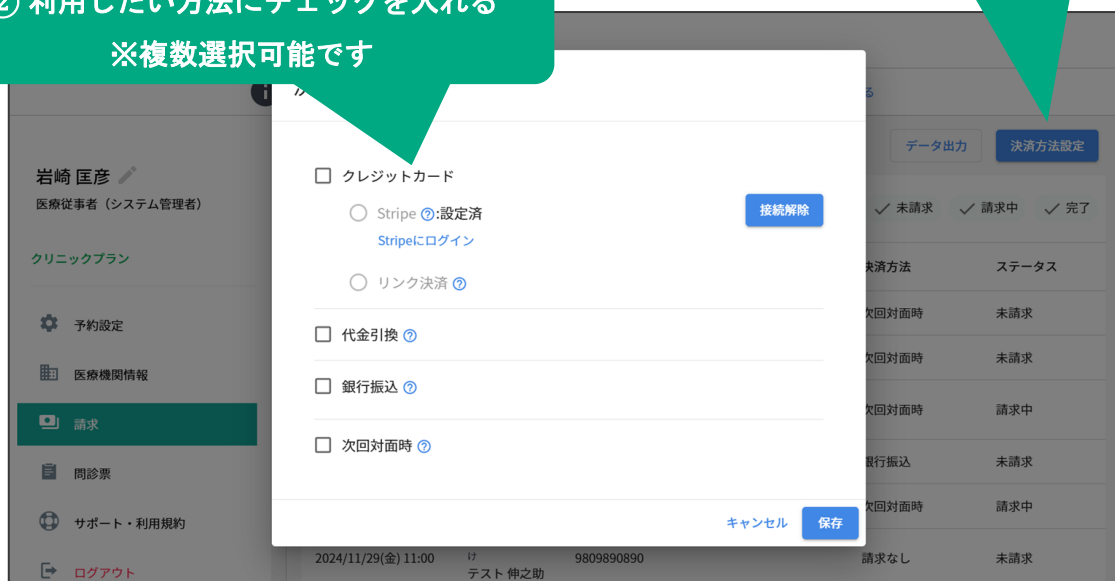 ② 利用したい方法にチェックを入れる
※複数選択可能です
る
データ出力
決済方法設定
岩崎 匡彦
医療従事者（システム管理者）
クリニックプラン
予約設定
医療機関情報
請求
問診票
サポート・利用規約
ログアウト
クレジットカード
Stripe ?:設定済
接続解除
Stripeにログイン
リンク決済 ?
代金引換 ?
銀行振込 ?
次回対面時 ?
キャンセル
保存
未請求
請求中
完了
決済方法
ステータス
次回対面時
未請求
次回対面時
未請求
次回対面時
請求中
銀行振込
未請求
次回対面時
請求中
2024/11/29(金) 11:00
け
テスト 伸之助
9809890890
請求なし
未請求